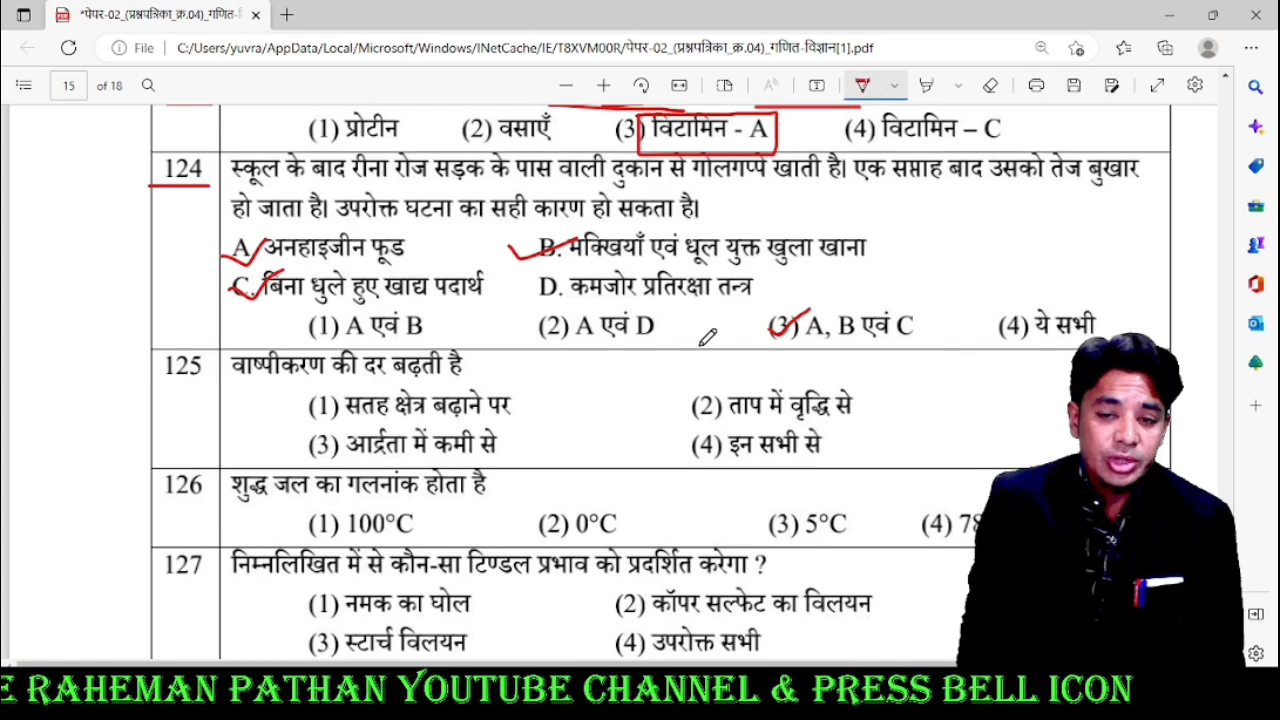 *पेपर-02_(प्रश्नपत्रिका_क्र.04)_गणित-वि
File C:/Users/yuvra/AppData/Local/Microsoft/Windows/INetCache/IE/T8XVM00R/पेपर-02_(प्रश्नपत्रिका_क्र.04)_गणित-विज्ञान[1].pdf
15 of 18
(1) प्रोटीन (2) वसाएँ (3) विटामिन - A (4) विटामिन – C
124 स्कूल के बाद रीना रोज सड़क के पास वाली दुकान से गोलगप्पे खाती है। एक सप्ताह बाद उसको तेज बुखार
हो जाता है। उपरोक्त घटना का सही कारण हो सकता है।
A. अनहाइजीन फूड B. मक्खियाँ एवं धूल युक्त खुला खाना
C. बिना धुले हुए खाद्य पदार्थ D. कमजोर प्रतिरक्षा तन्त्र
(1) A एवं B (2) A एवं D (3) A, B एवं C (4) ये सभी
125 वाष्पीकरण की दर बढ़ती है
(1) सतह क्षेत्र बढ़ाने पर (2) ताप में वृद्धि से
(3) आर्द्रता में कमी से (4) इन सभी से
126 शुद्ध जल का गलनांक होता है
(1) 100°C (2) 0°C (3) 5°C (4) 78
127 निम्नलिखित में से कौन-सा टिण्डल प्रभाव को प्रदर्शित करेगा ?
(1) नमक का घोल (2) कॉपर सल्फेट का विलयन
(3) स्टार्च विलयन (4) उपरोक्त सभी
E RAHEMAN PATHAN YOUTUBE CHANNEL & PRESS BELL ICON